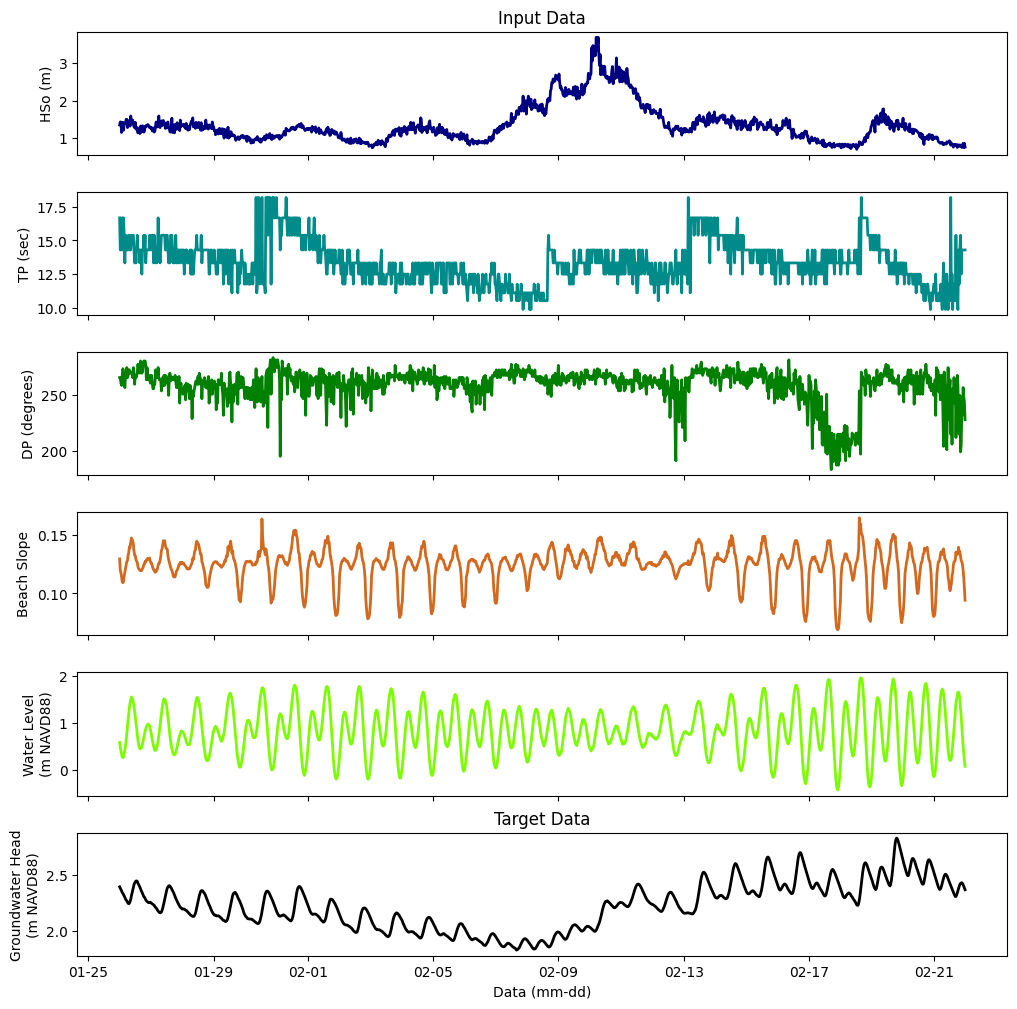 Input Data
HSo (m)
3
2
1
TP (sec)
17.5
15.0
12.5
10.0
DP (degrees)
250
200
Beach Slope
0.15
0.10
Water Level
(m NAVD88)
2
1
0
Target Data
Groundwater Head
(m NAVD88)
2.5
2.0
01-25 01-29 02-01 02-05 02-09 02-13 02-17 02-21
Data (mm-dd)